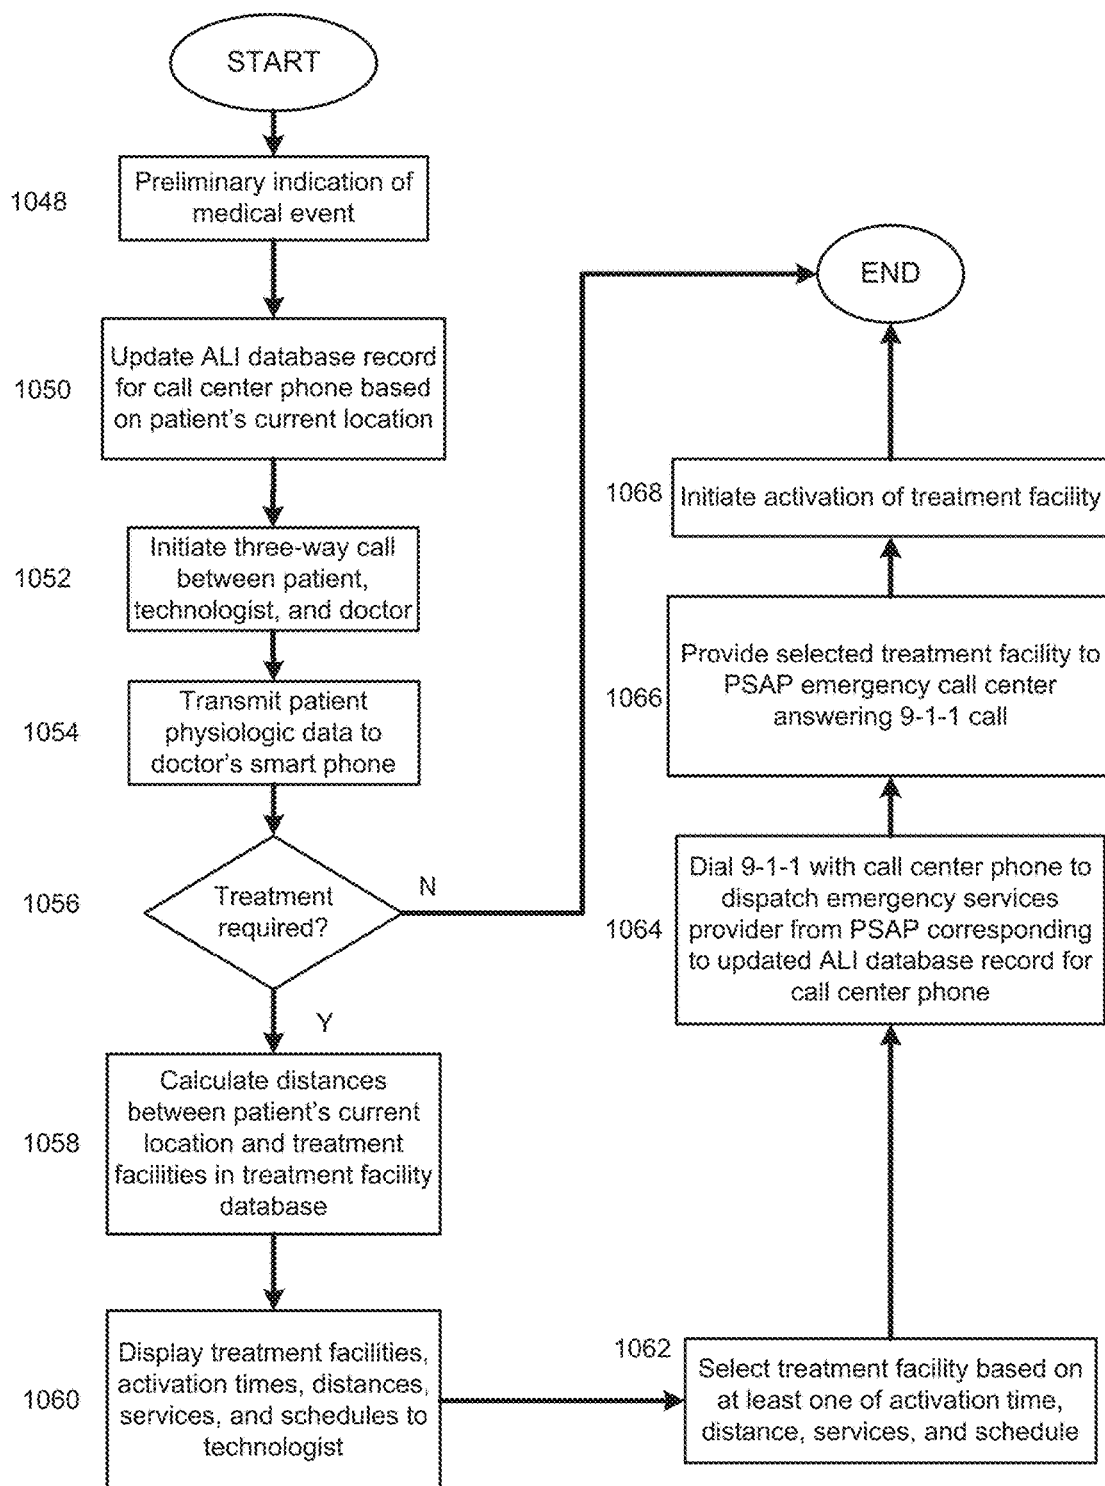 START
1048
Preliminary indication of
medical event
1050
Update ALI database record
for call center phone based
on patient's current location
1052
Initiate three-way call
between patient,
technologist, and doctor
1054
Transmit patient
physiologic data to
doctor's smart phone
1056
Treatment
required?
N
Y
1058
Calculate distances
between patient's current
location and treatment
facilities in treatment facility
database
1060
Display treatment facilities,
activation times, distances,
services, and schedules to
technologist
1062
Select treatment facility based on
at least one of activation time,
distance, services, and schedule
1064
Dial 9-1-1 with call center phone to
dispatch emergency services
provider from PSAP corresponding
to updated ALI database record for
call center phone
1066
Provide selected treatment facility to
PSAP emergency call center
answering 9-1-1 call
1068
Initiate activation of treatment facility
END